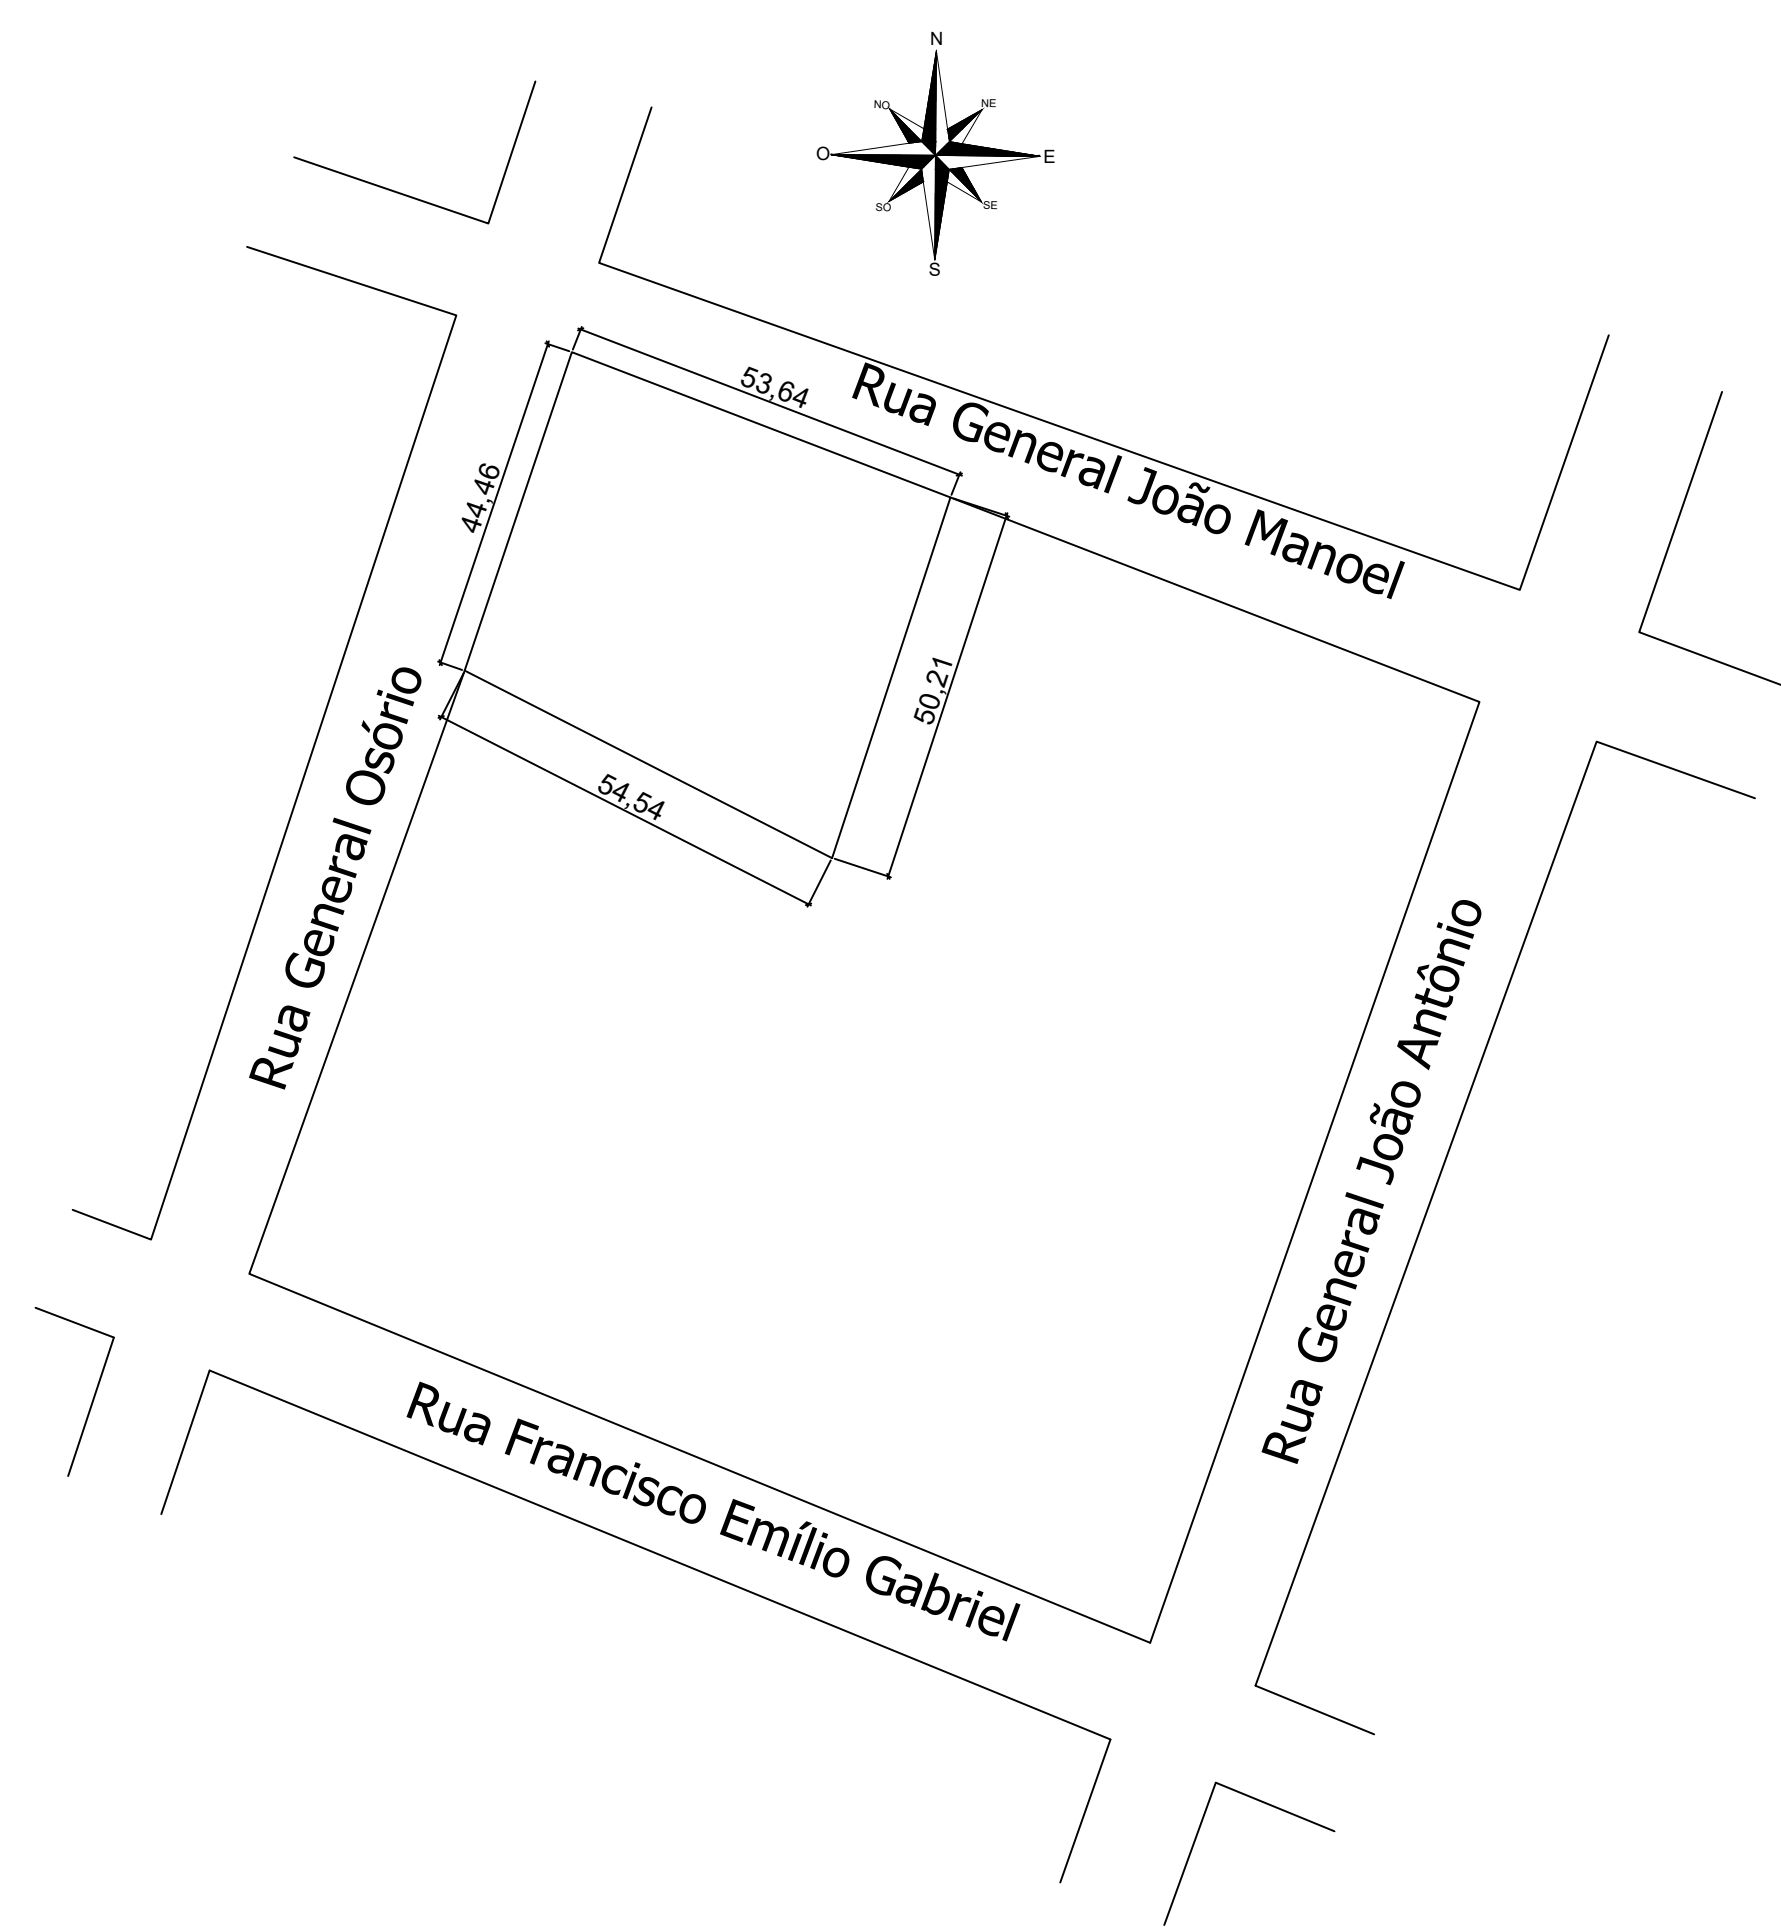 N
NO
NE
O
E
SO
SE
S
53,64
Rua General João Manoel
44,46
50,21
54,54
Rua General Osório
Rua General João Antônio
Rua Francisco Emílio Gabriel